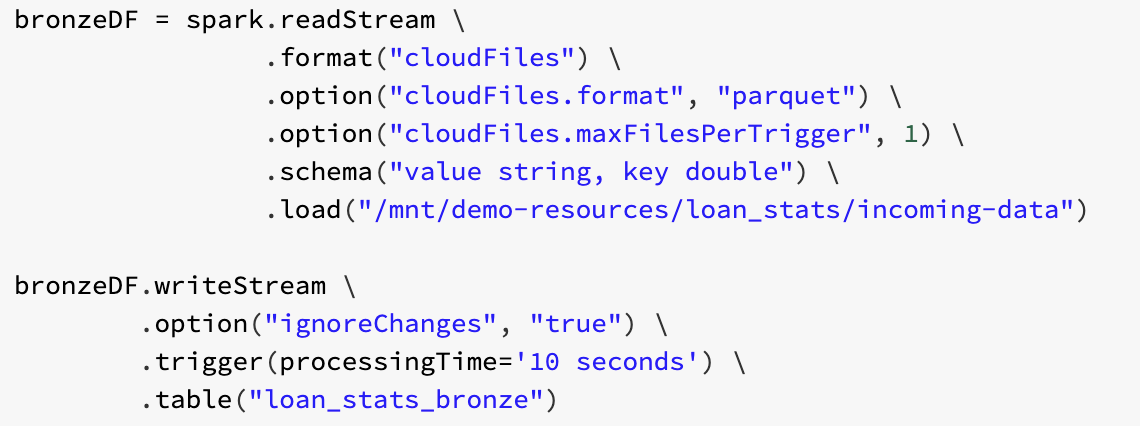 bronzeDF = spark.readStream \
.format("cloudFiles") \
.option("cloudFiles.format", "parquet") \
.option("cloudFiles.maxFilesPerTrigger", 1) \
.schema("value string, key double") \
.load("/mnt/demo-resources/loan_stats/incoming-data")
bronzeDF.writeStream \
.option("ignoreChanges", "true") \
.trigger(processingTime='10 seconds') \
.table("loan_stats_bronze")